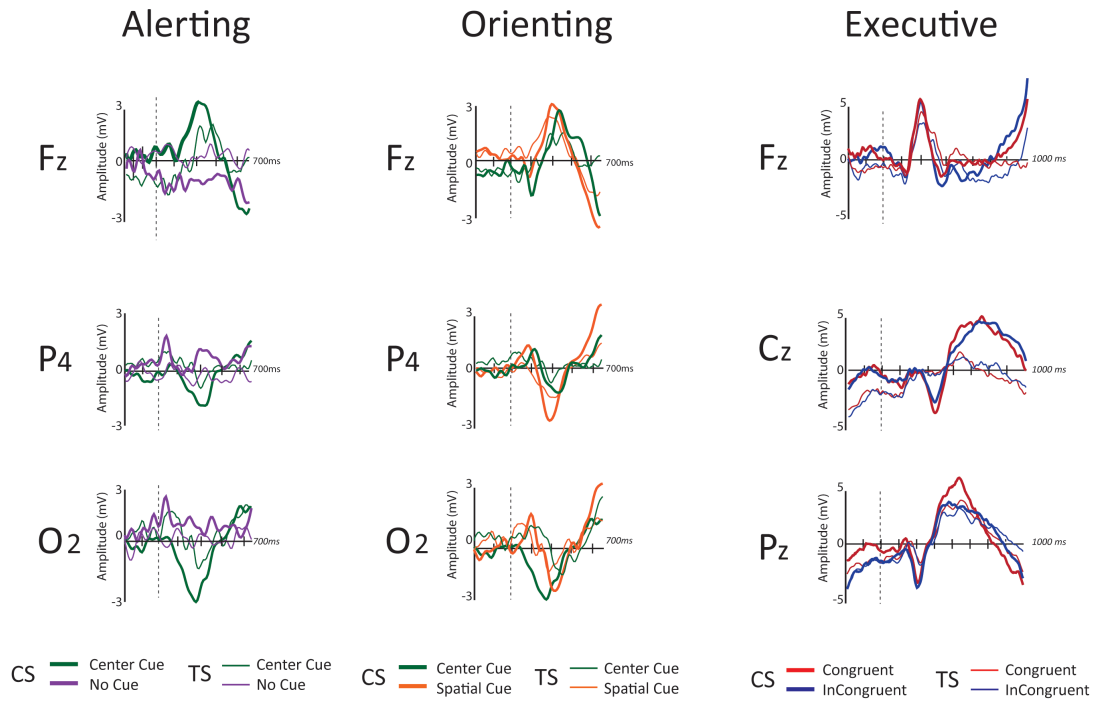 Alerting Orienting Executive
Fz
Amplitude (mV)
3
0
-3
700ms
Fz
Amplitude (mV)
3
0
-3
700ms
Fz
Amplitude (mV)
5
0
-5
1000 ms
P4
Amplitude (mV)
3
0
-3
700ms
P4
Amplitude (mV)
3
0
-3
700ms
Cz
Amplitude (mV)
5
0
-5
1000 ms
O2
Amplitude (mV)
3
0
-3
700ms
O2
Amplitude (mV)
3
0
-3
700ms
Pz
Amplitude (mV)
5
0
-5
1000 ms
CS Center Cue TS Center Cue
No Cue No Cue
CS Center Cue TS Center Cue
Spatial Cue Spatial Cue
CS Congruent TS Congruent
InCongruent InCongruent